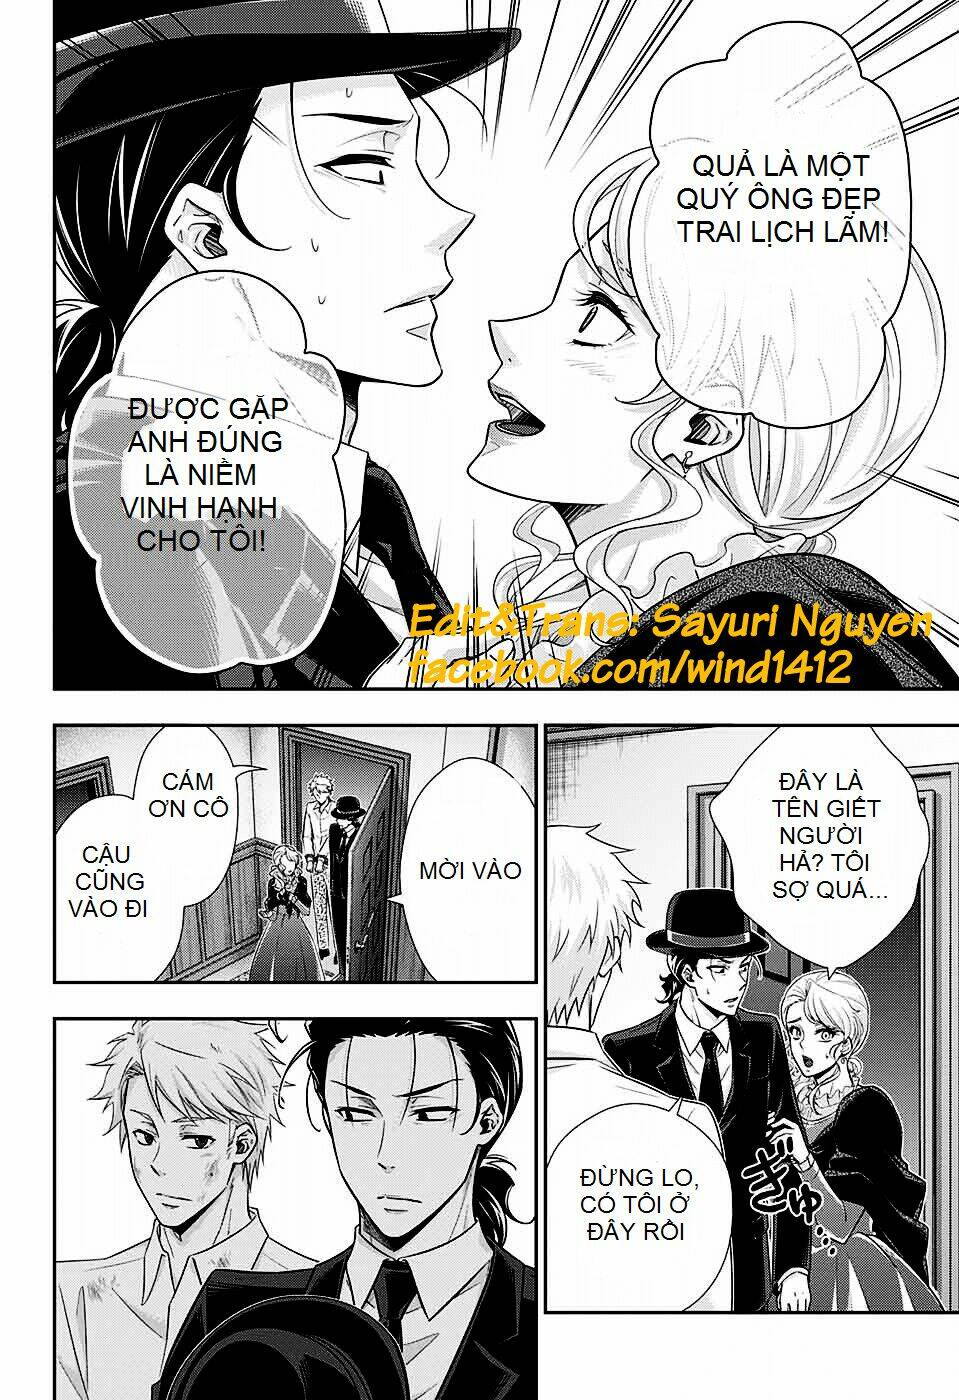 QUẢ LÀ MỘT
QUÝ ÔNG ĐẸP
TRAI LỊCH LÃM!
ĐƯỢC GẶP
ANH ĐÚNG
LÀ NIỀM
VINH HẠNH
CHO TÔI!
Edit&Trans: Sayuri Nguyen
facebook.com/wind1412
ĐÂY LÀ
TÊN GIẾT
NGƯỜI
HẢ? TÔI
SỢ QUÁ...
ĐỪNG LO,
CÓ TÔI Ở
ĐÂY RỒI
ぎゅ…
MỜI VÀO
CÁM
ƠN CÔ
CẬU
CŨNG
VÀO ĐI